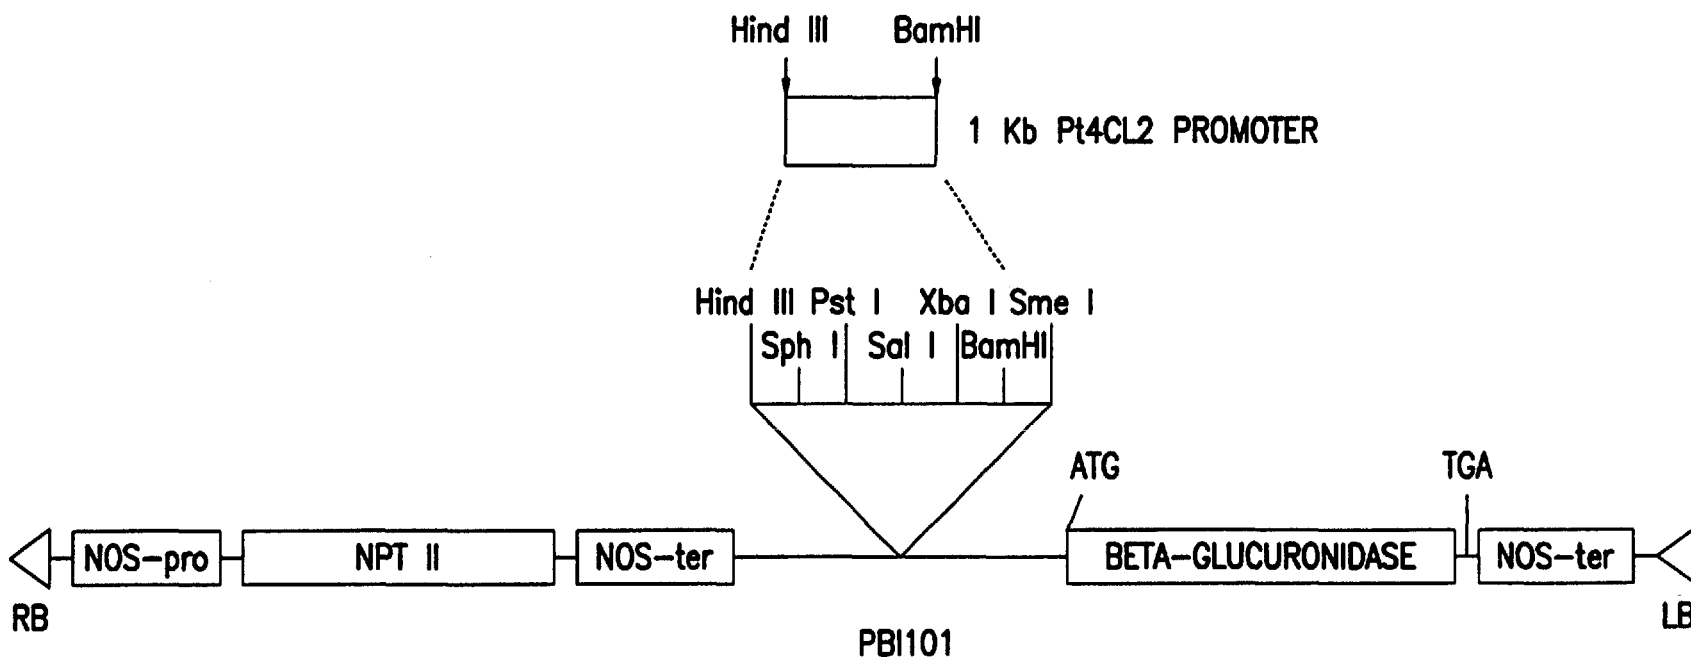 Hind III BamHI
1 Kb Pt4CL2 PROMOTER
Hind III Pst I Xba I Sme I
Sph I Sal I BamHI
ATG TGA
NOS-pro NPT II NOS-ter BETA-GLUCURONIDASE NOS-ter
RB LB
PBI101